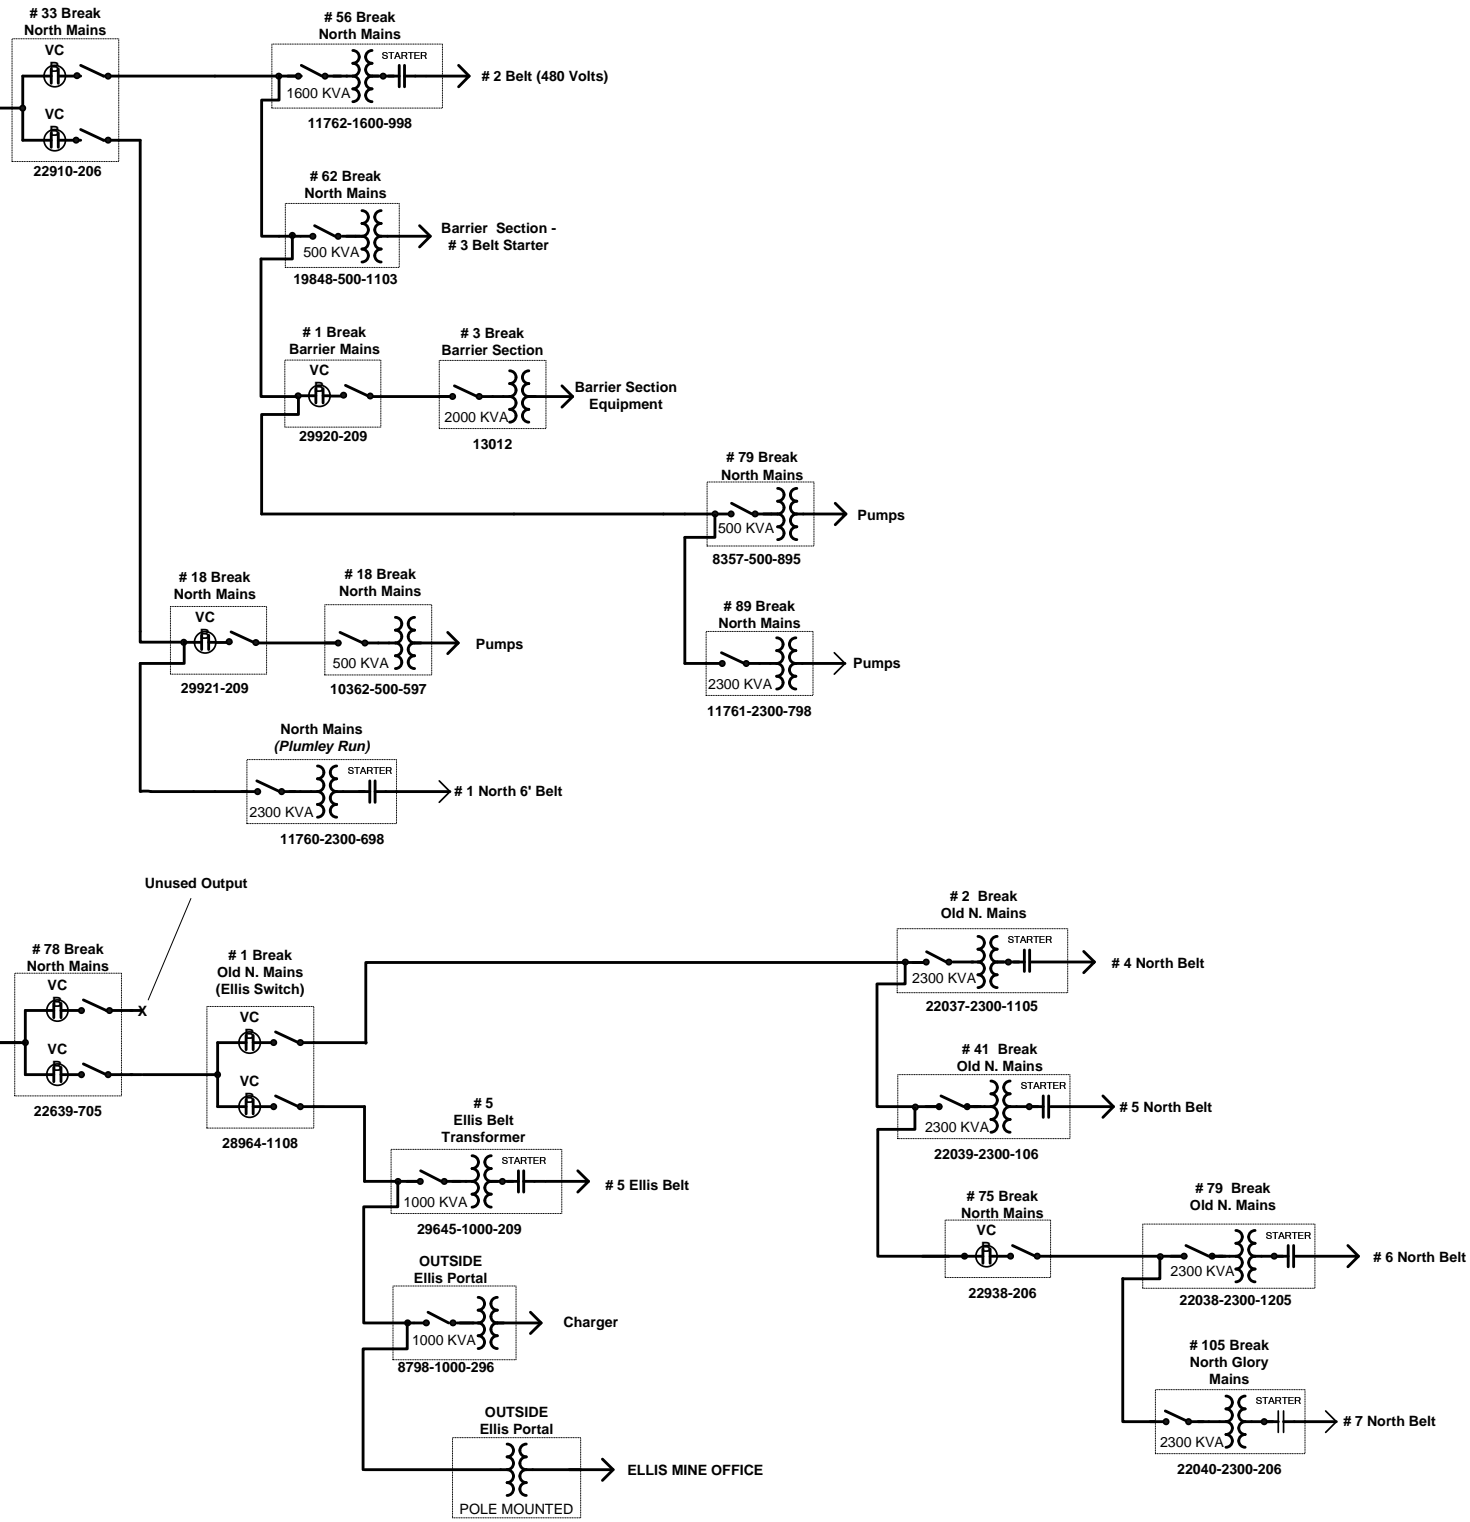 # 33 Break
North Mains
VC
VC
22910-206
# 56 Break
North Mains
STARTER
1600 KVA
# 2 Belt (480 Volts)
11762-1600-998
# 62 Break
North Mains
500 KVA
Barrier Section -
# 3 Belt Starter
19848-500-1103
# 1 Break
Barrier Mains
VC
29920-209
# 3 Break
Barrier Section
2000 KVA
13012
Barrier Section
Equipment
# 79 Break
North Mains
500 KVA
Pumps
8357-500-895
# 18 Break
North Mains
VC
29921-209
# 18 Break
North Mains
500 KVA
Pumps
10362-500-597
# 89 Break
North Mains
2300 KVA
Pumps
11761-2300-798
North Mains
(Plumley Run)
STARTER
2300 KVA
# 1 North 6' Belt
11760-2300-698
Unused Output
# 78 Break
North Mains
VC
X
VC
22639-705
# 1 Break
Old N. Mains
(Ellis Switch)
VC
VC
28964-1108
# 2 Break
Old N. Mains
STARTER
2300 KVA
# 4 North Belt
22037-2300-1105
# 41 Break
Old N. Mains
STARTER
2300 KVA
# 5 North Belt
22039-2300-106
# 5
Ellis Belt
Transformer
STARTER
1000 KVA
# 5 Ellis Belt
29645-1000-209
# 75 Break
North Mains
VC
22938-206
# 79 Break
Old N. Mains
STARTER
2300 KVA
# 6 North Belt
22038-2300-1205
OUTSIDE
Ellis Portal
1000 KVA
Charger
8798-1000-296
# 105 Break
North Glory
Mains
STARTER
2300 KVA
# 7 North Belt
22040-2300-206
OUTSIDE
Ellis Portal
ELLIS MINE OFFICE
POLE MOUNTED